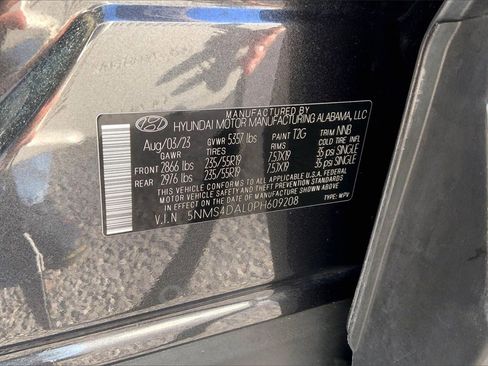 MANUFACTURED BY
HYUNDAI MOTOR MANUFACTURING ALABAMA, LLC
Aug/03/23 GVWR 5357 lbs PAINT T2G TRIM NNB
GAWR TIRES RIMS COLD TIRE INFL.
FRONT 2866 lbs 235/55R19 7.5JX19 35 psi SINGLE
REAR 2976 lbs 235/55R19 7.5JX19 35 psi SINGLE
THIS VEHICLE CONFORMS TO ALL APPLICABLE U.S.A. FEDERAL
MOTOR VEHICLE SAFETY AND THEFT PREVENTION STANDARDS
IN EFFECT ON THE DATE OF MANUFACTURE SHOWN ABOVE.
V.I.N 5NMS4DAL0PH609208 TYPE: MPV